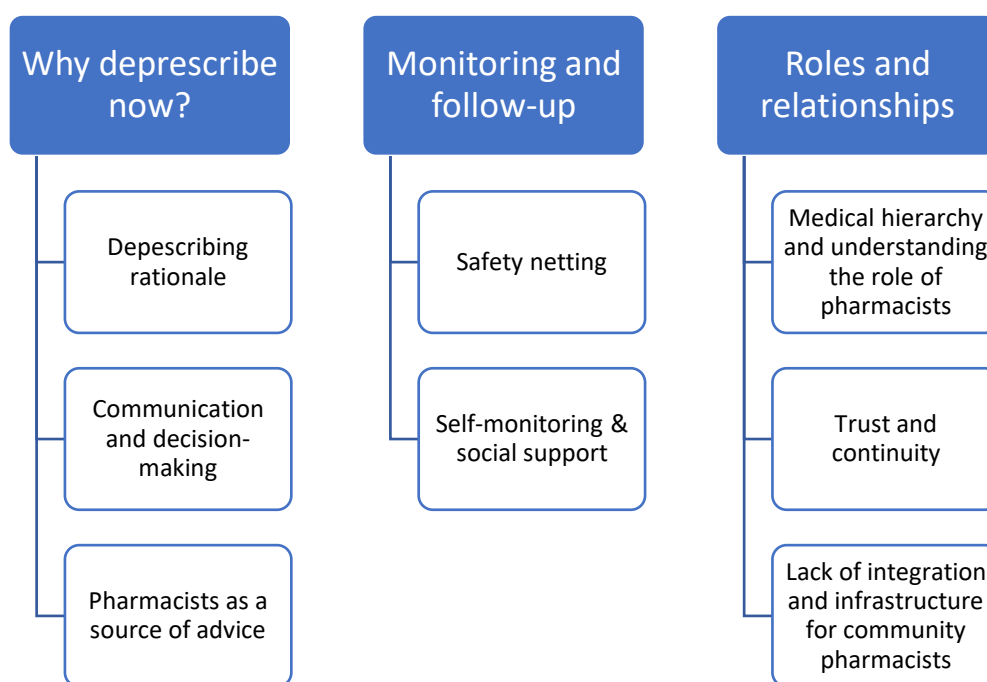 Why deprescribe
now?
Depescribing
rationale
Communication
and decision-
making
Pharmacists as a
source of advice
Monitoring and
follow-up
Safety netting
Self-monitoring &
social support
Roles and
relationships
Medical hierarchy
and understanding
the role of
pharmacists
Trust and
continuity
Lack of integration
and infrastructure
for community
pharmacists